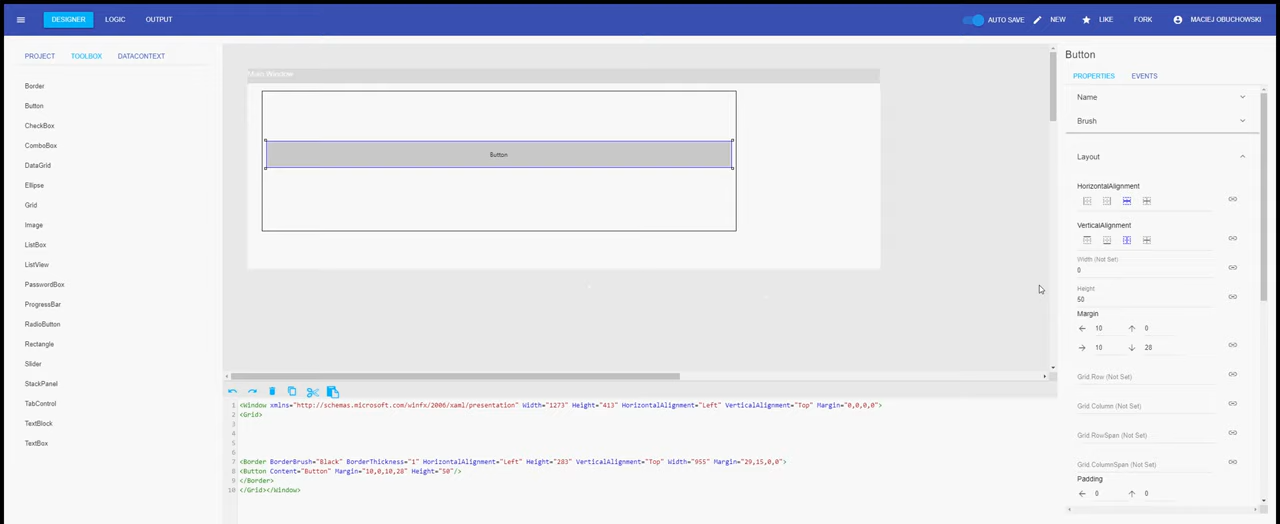 DESIGNER LOGIC OUTPUT AUTO SAVE NEW LIKE FORK MACIEJ OBUCHOWSKI
PROJECT TOOLBOX DATACONTEXT
Border
Button
CheckBox
ComboBox
DataGrid
Ellipse
Grid
Image
ListBox
ListView
PasswordBox
ProgressBar
RadioButton
Rectangle
Slider
StackPanel
TabControl
TextBlock
TextBox
Main Window
Button
1 <Window xmlns="http://schemas.microsoft.com/winfx/2006/xaml/presentation" Width="1273" Height="413" HorizontalAlignment="Left" VerticalAlignment="Top" Margin="0,0,0,0">
2 <Grid>
3
4
5
6
7 <Border BorderBrush="Black" BorderThickness="1" HorizontalAlignment="Left" Height="283" VerticalAlignment="Top" Width="955" Margin="29,15,0,0">
8 <Button Content="Button" Margin="10,0,10,28" Height="50"/>
9 </Border>
10 </Grid></Window>
Button
PROPERTIES EVENTS
Name
Brush
Layout
HorizontalAlignment
VerticalAlignment
Width (Not Set)
0
Height
50
Margin
10 0
10 28
Grid Row (Not Set)
Grid Column (Not Set)
Grid RowSpan (Not Set)
Grid ColumnSpan (Not Set)
Padding
0 0